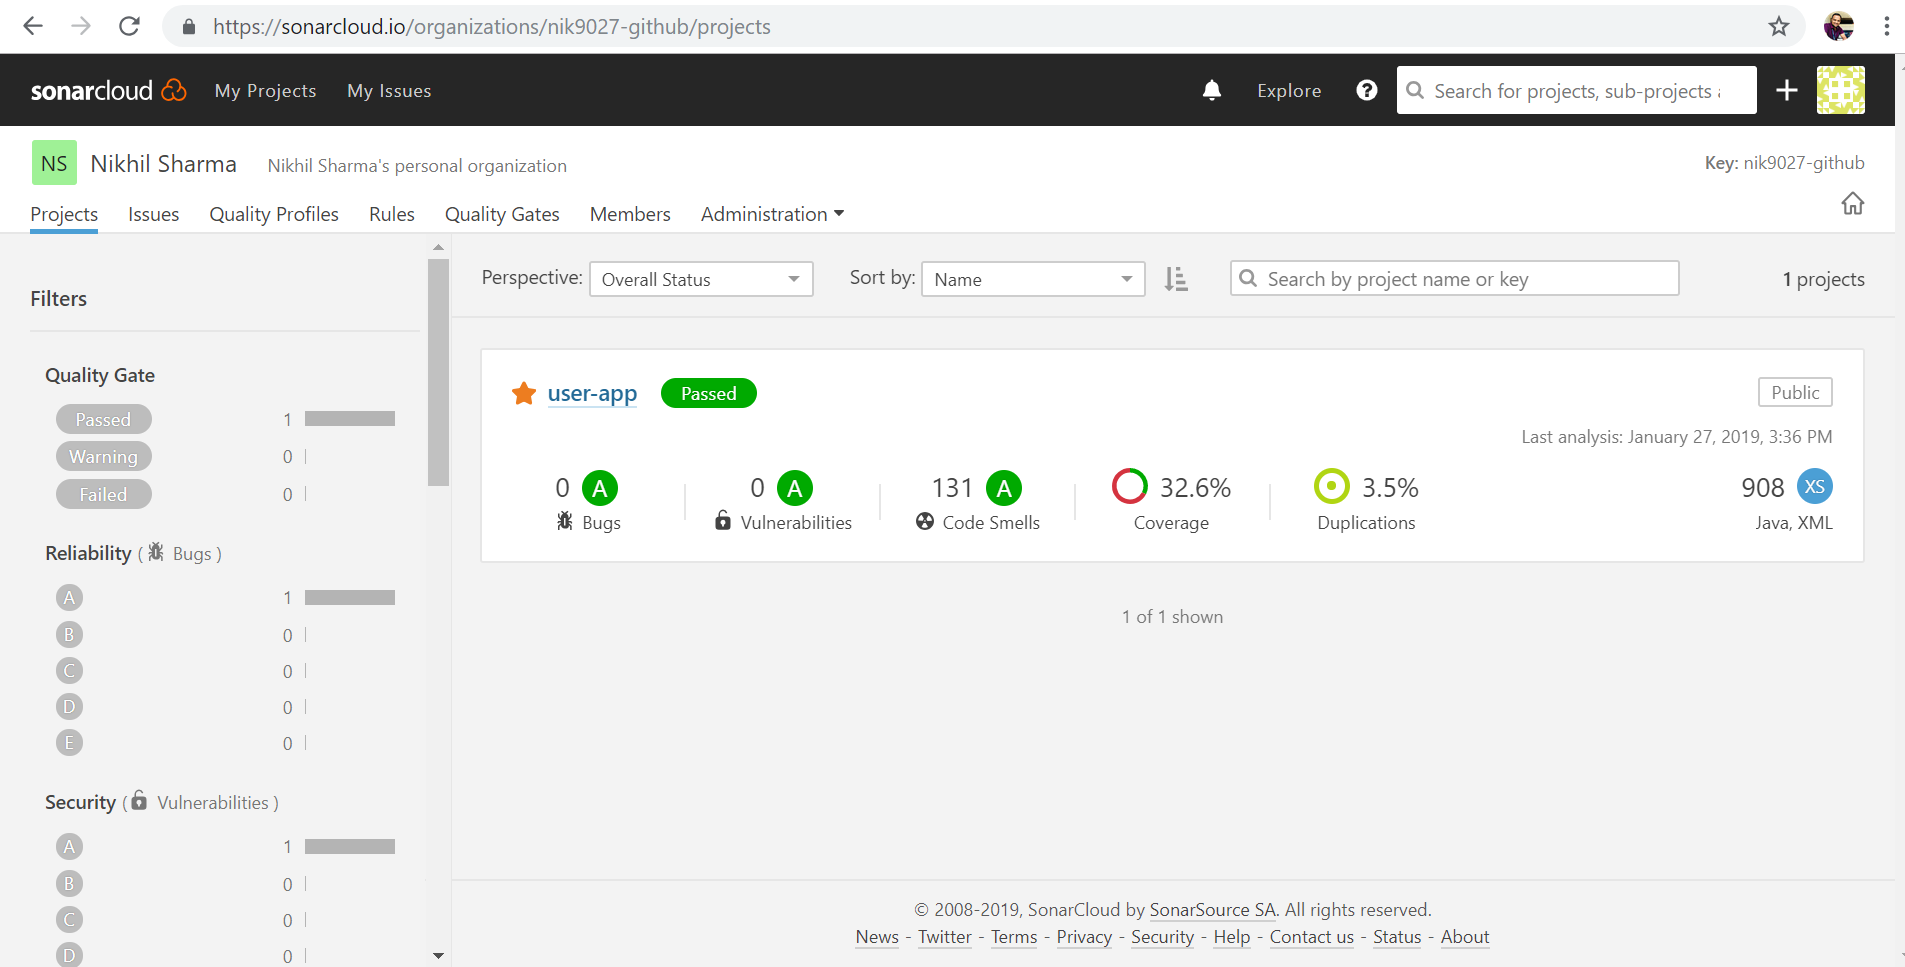 https://sonarcloud.io/organizations/nik9027-github/projects
sonarcloud My Projects My Issues Explore ? Search for projects, sub-projects a
NS Nikhil Sharma Nikhil Sharma's personal organization Key: nik9027-github
Projects Issues Quality Profiles Rules Quality Gates Members Administration
Perspective: Overall Status Sort by: Name Search by project name or key 1 projects
Filters
Quality Gate
Passed 1
Warning 0
Failed 0
Reliability ( Bugs )
A 1
B 0
C 0
D 0
E 0
Security ( Vulnerabilities )
A 1
B 0
C 0
D 0
user-app Passed Public
Last analysis: January 27, 2019, 3:36 PM
0 A 0 A 131 A 32.6% 3.5% 908 XS
Bugs Vulnerabilities Code Smells Coverage Duplications Java, XML
1 of 1 shown
© 2008-2019, SonarCloud by SonarSource SA. All rights reserved.
News - Twitter - Terms - Privacy - Security - Help - Contact us - Status - About